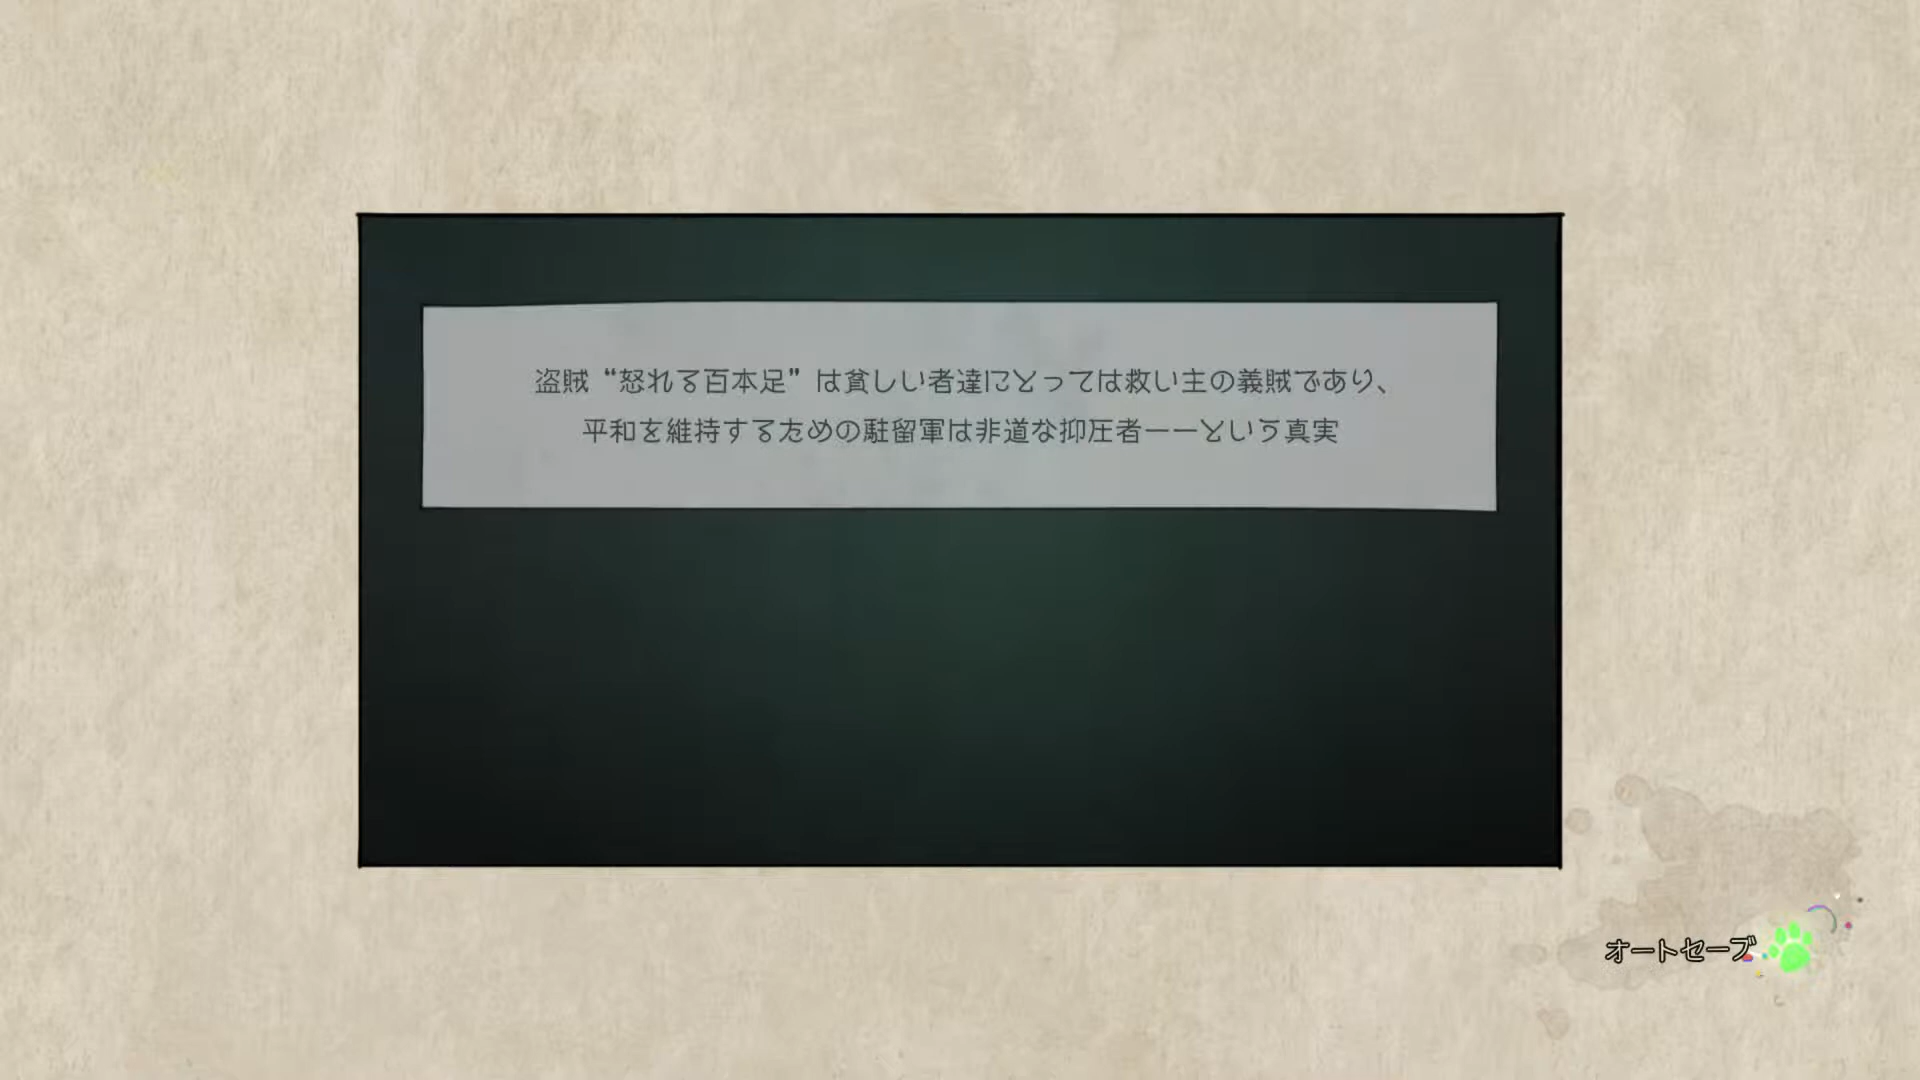 盗賊“怒れる百本足”は貧しい者達にとっては救い主の義賊であり、
平和を維持するための駐留軍は非道な抑圧者――という真実
オートセーブ